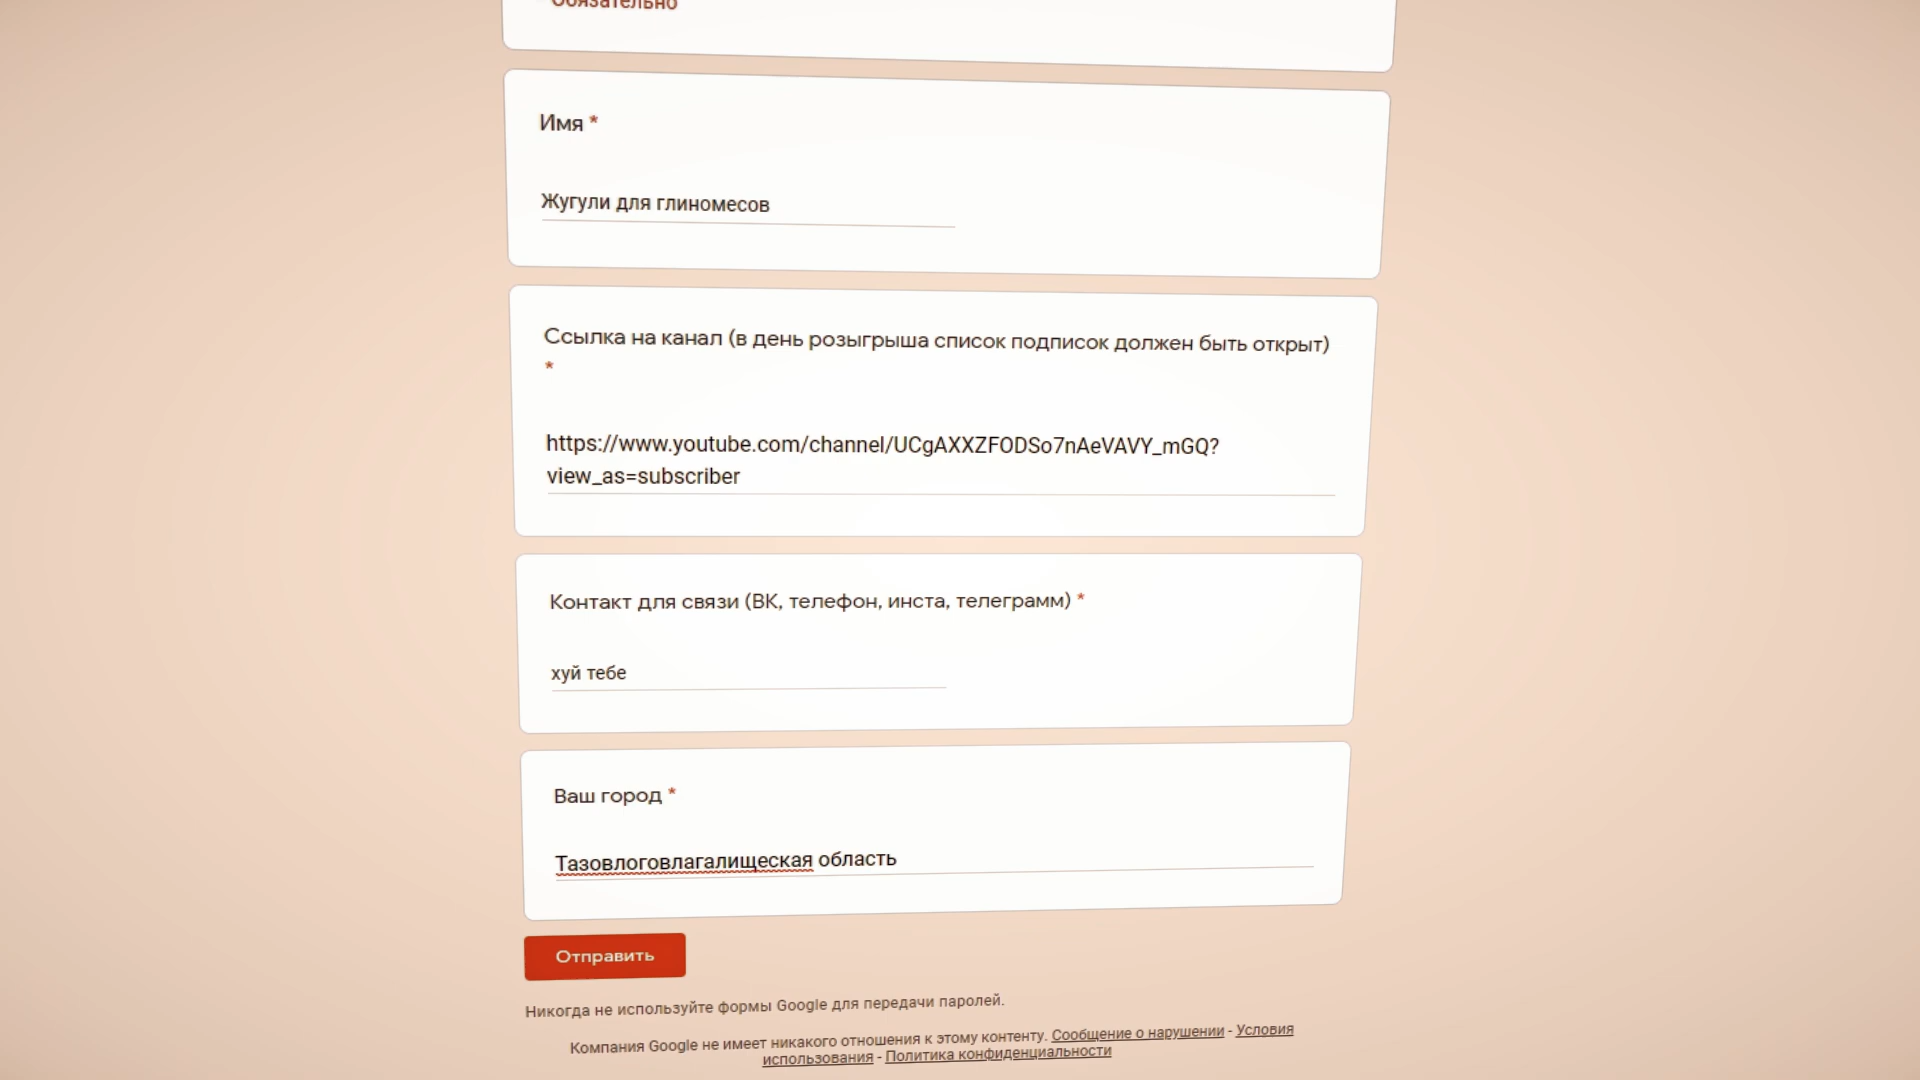 * Обязательно
Имя *
Жугули для глиномесов
Ссылка на канал (в день розыгрыша список подписок должен быть открыт)
*
https://www.youtube.com/channel/UCgAXXZFODSo7nAeVAVY_mGQ?
view_as=subscriber
Контакт для связи (ВК, телефон, инста, телеграмм) *
хуй тебе
Ваш город *
Тазовлоговлагалищеская область
Отправить
Никогда не используйте формы Google для передачи паролей.
Компания Google не имеет никакого отношения к этому контенту. Сообщение о нарушении - Условия
использования - Политика конфиденциальности